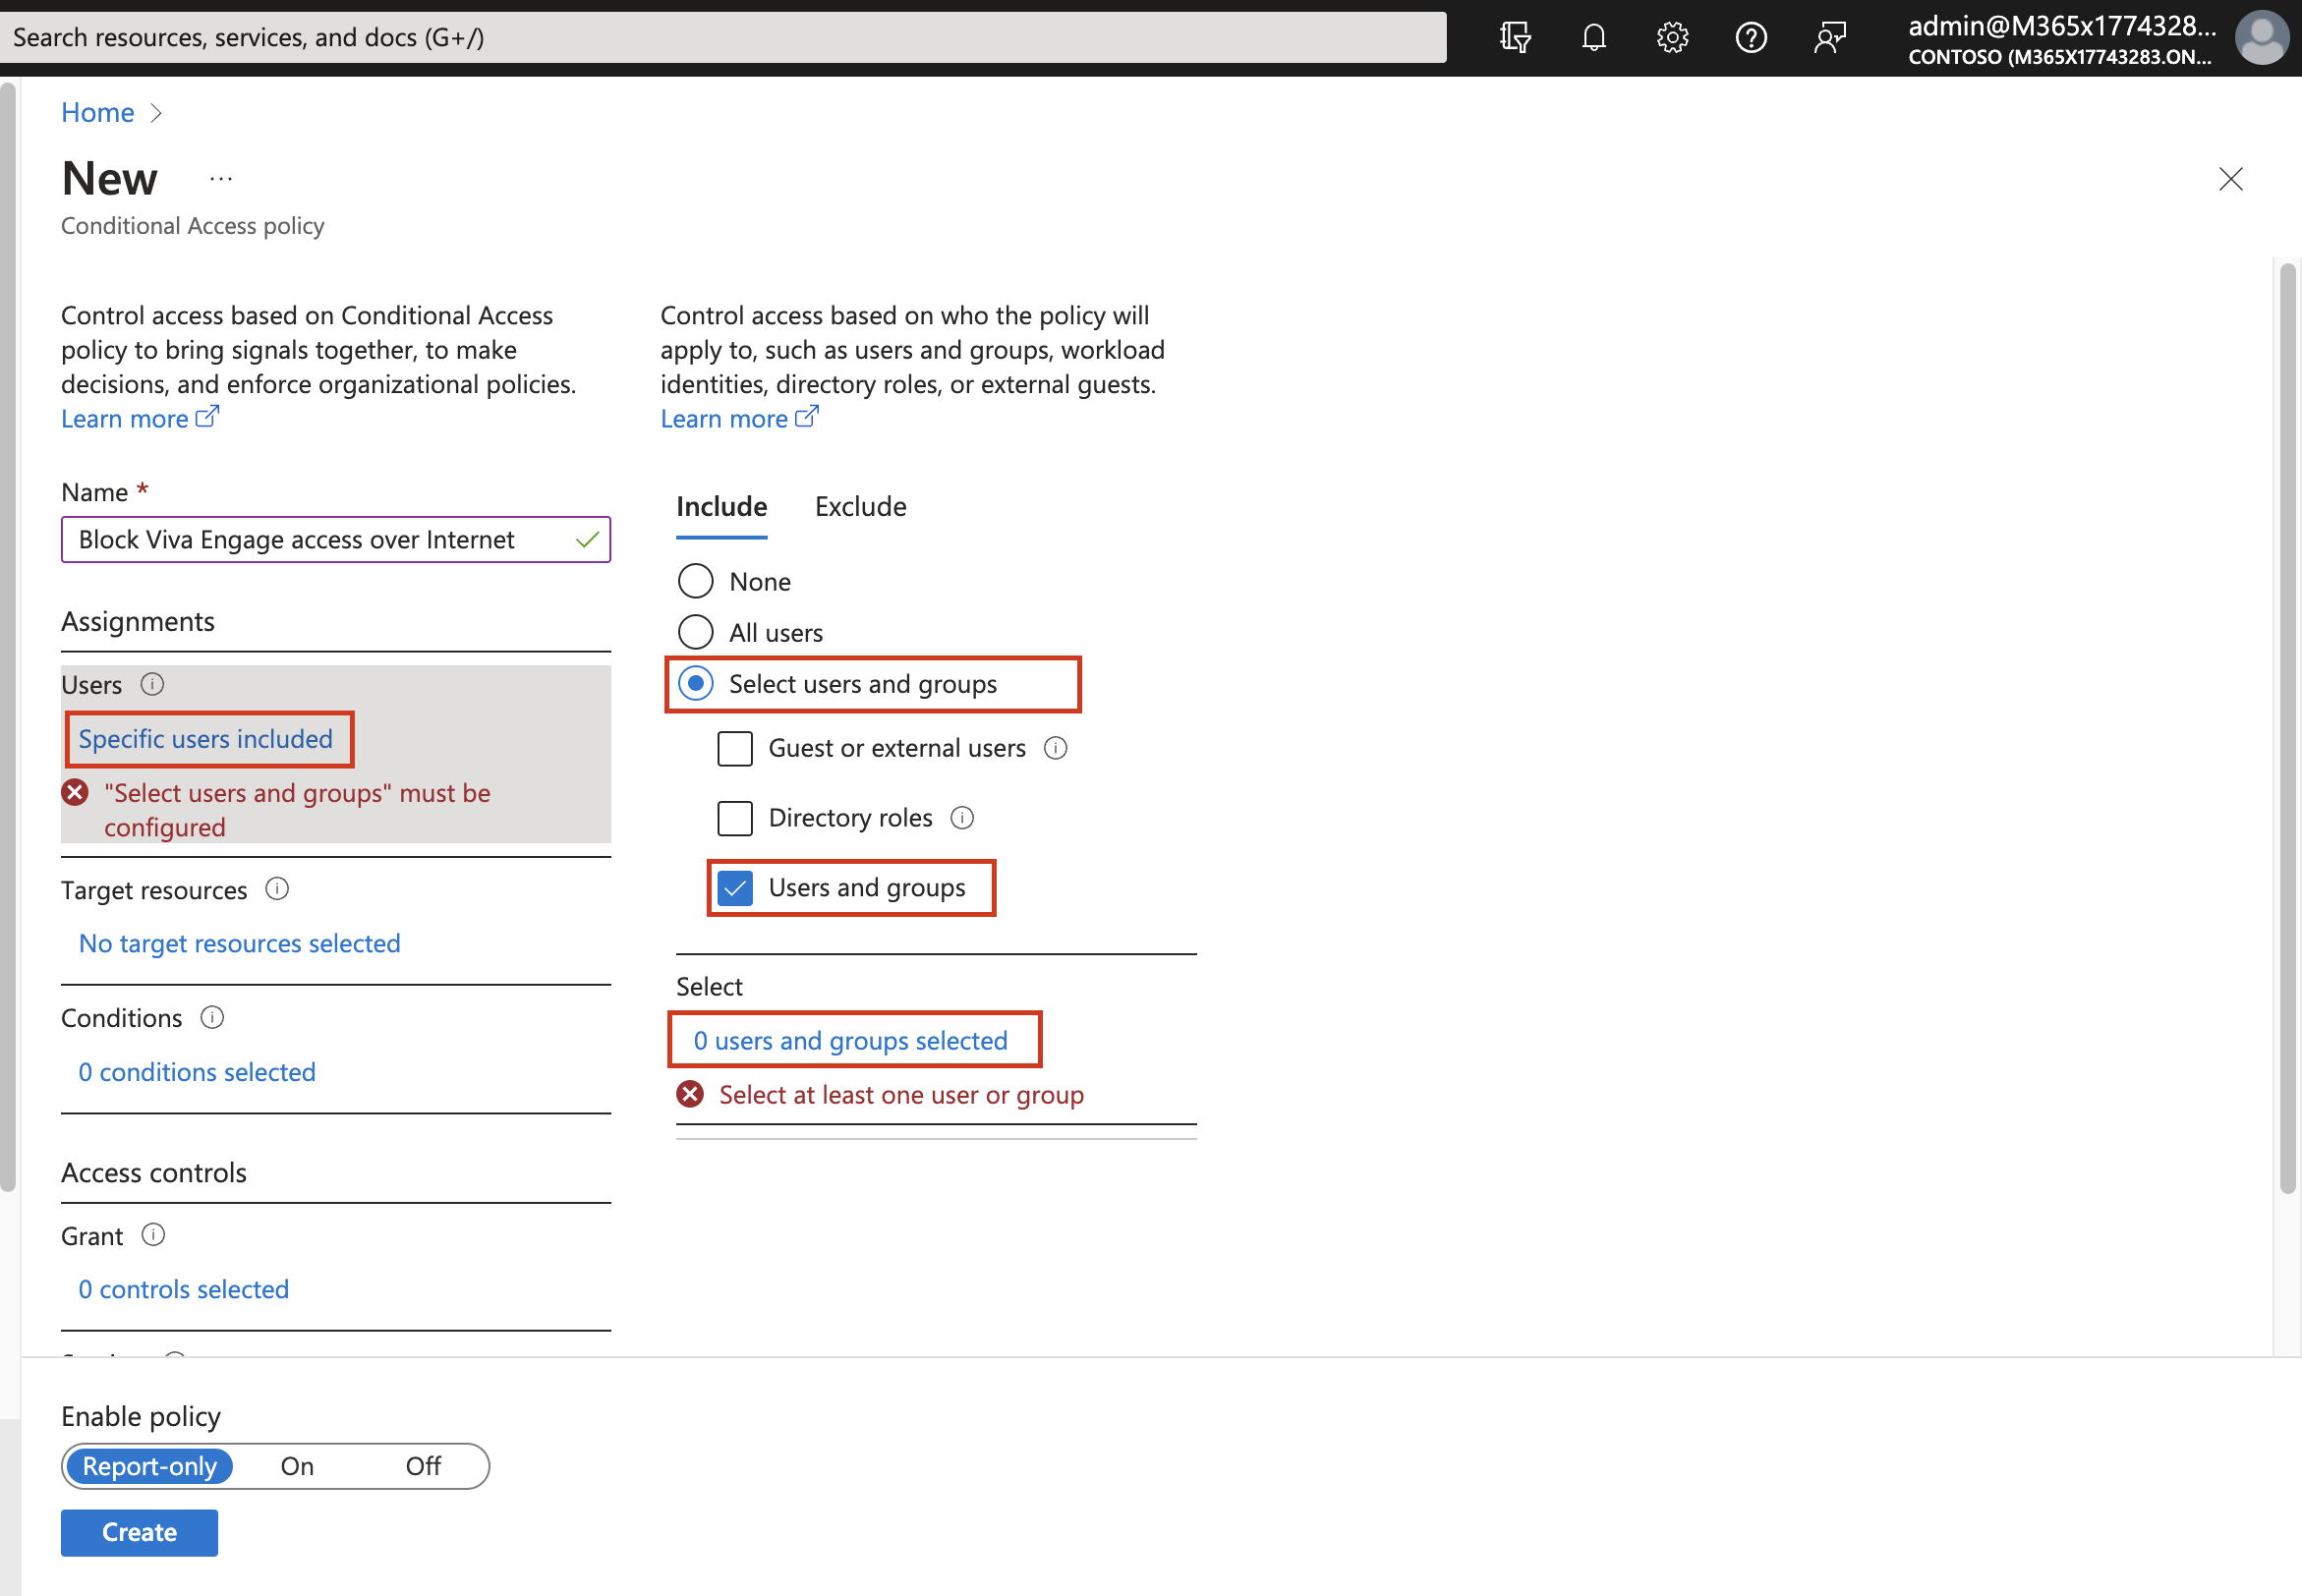 Search resources, services, and docs (G+/)
admin@M365x1774328...
CONTOSO (M365X17743283.ON...
Home
New ...
Conditional Access policy
Control access based on Conditional Access
policy to bring signals together, to make
decisions, and enforce organizational policies.
Learn more
Name *
Block Viva Engage access over Internet
Assignments
Users
Specific users included
"Select users and groups" must be
configured
Target resources
No target resources selected
Conditions
0 conditions selected
Access controls
Grant
0 controls selected
Control access based on who the policy will
apply to, such as users and groups, workload
identities, directory roles, or external guests.
Learn more
Include Exclude
None
All users
Select users and groups
Guest or external users
Directory roles
Users and groups
Select
0 users and groups selected
Select at least one user or group
Enable policy
Report-only On Off
Create